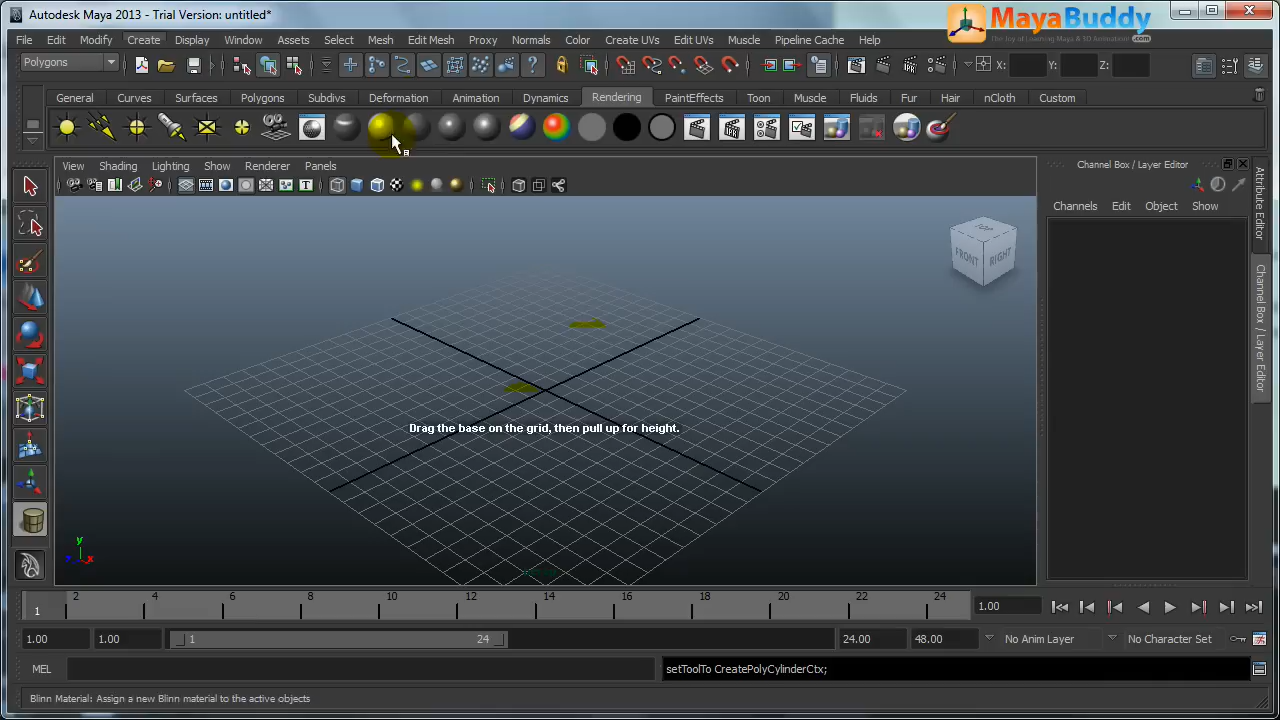 Autodesk Maya 2013 - Trial Version: untitled*
MayaBuddy
The Joy of Learning Maya & 3D Animation! .com
File Edit Modify Create Display Window Assets Mesh Edit Mesh Proxy Normals Color Create UVs Edit UVs Muscle Pipeline Cache Help
Polygons X: Y: Z:
General Curves Surfaces Polygons Subdivs Deformation Animation Dynamics Rendering PaintEffects Toon Muscle Fluids Fur Hair nCloth Custom
View Shading Lighting Show Renderer Panels
Channel Box / Layer Editor
Channels Edit Object Show
Attribute Editor
Channel Box / Layer Editor
TOP
FRONT RIGHT
Drag the base on the grid, then pull up for height.
y
z x
1 2 4 6 8 10 12 14 16 18 20 22 24 1.00
1.00 1.00 1 24 24.00 48.00 No Anim Layer No Character Set
MEL setToolTo CreatePolyCylinderCtx;
Blinn Material: Assign a new Blinn material to the active objects